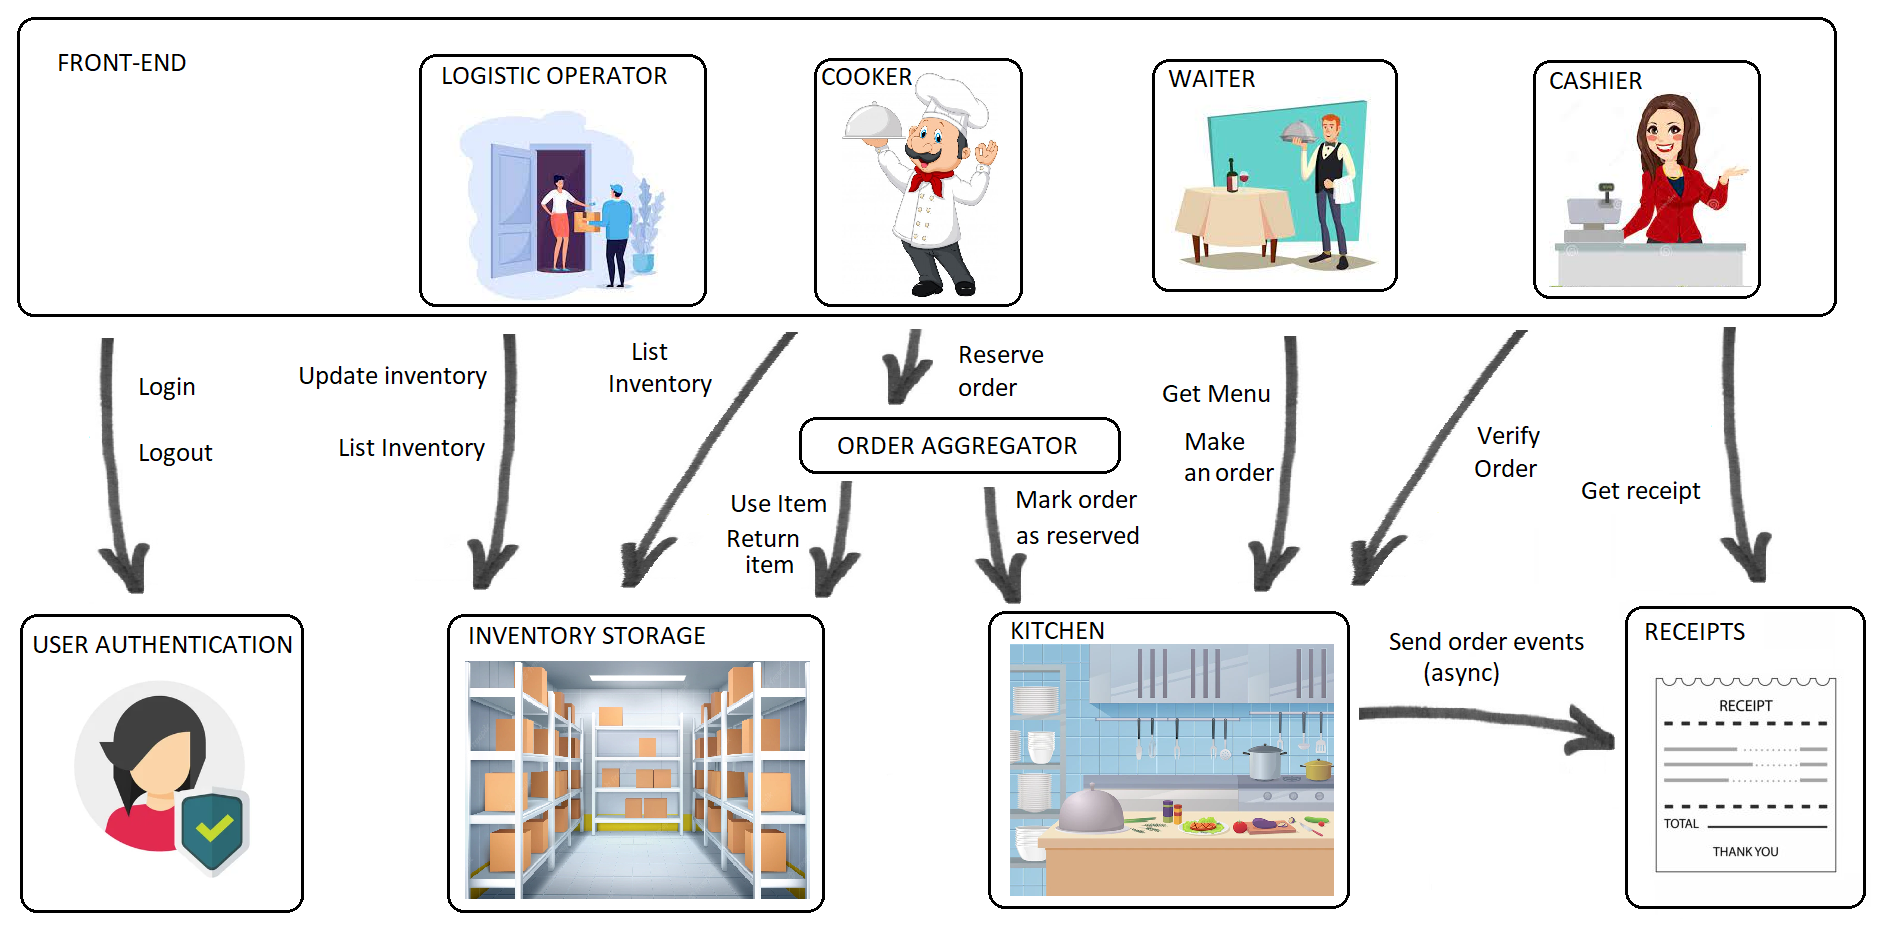 FRONT-END
LOGISTIC OPERATOR
COOKER
WAITER
CASHIER
Login
Logout
Update inventory
List Inventory
List
Inventory
Reserve
order
ORDER AGGREGATOR
Use Item
Return
item
Mark order
as reserved
Get Menu
Make
an order
Verify
Order
Get receipt
USER AUTHENTICATION
INVENTORY STORAGE
KITCHEN
Send order events
(async)
RECEIPTS
RECEIPT
TOTAL
THANK YOU